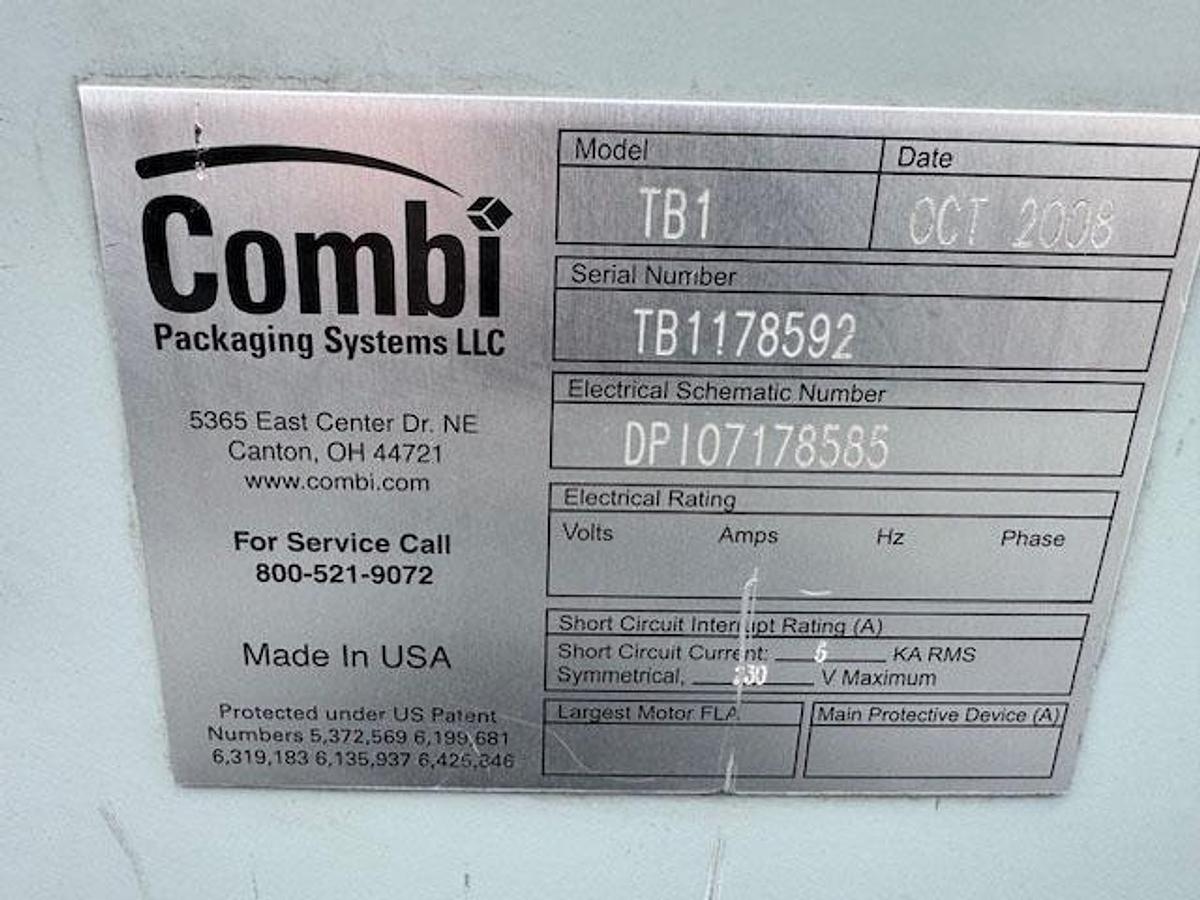 Combi
Packaging Systems LLC
5365 East Center Dr. NE
Canton, OH 44721
www.combi.com
For Service Call
800-521-9072
Made In USA
Protected under US Patent
Numbers 5,372,569 6,199,681
6,319,183 6,135,937 6,425,346
Model
TB1
Date
OCT 2008
Serial Number
TB1178592
Electrical Schematic Number
DPI07178585
Electrical Rating
Volts Amps Hz Phase
Short Circuit Interrupt Rating (A)
Short Circuit Current: 5 KA RMS
Symmetrical, 230 V Maximum
Largest Motor FLA
Main Protective Device (A)